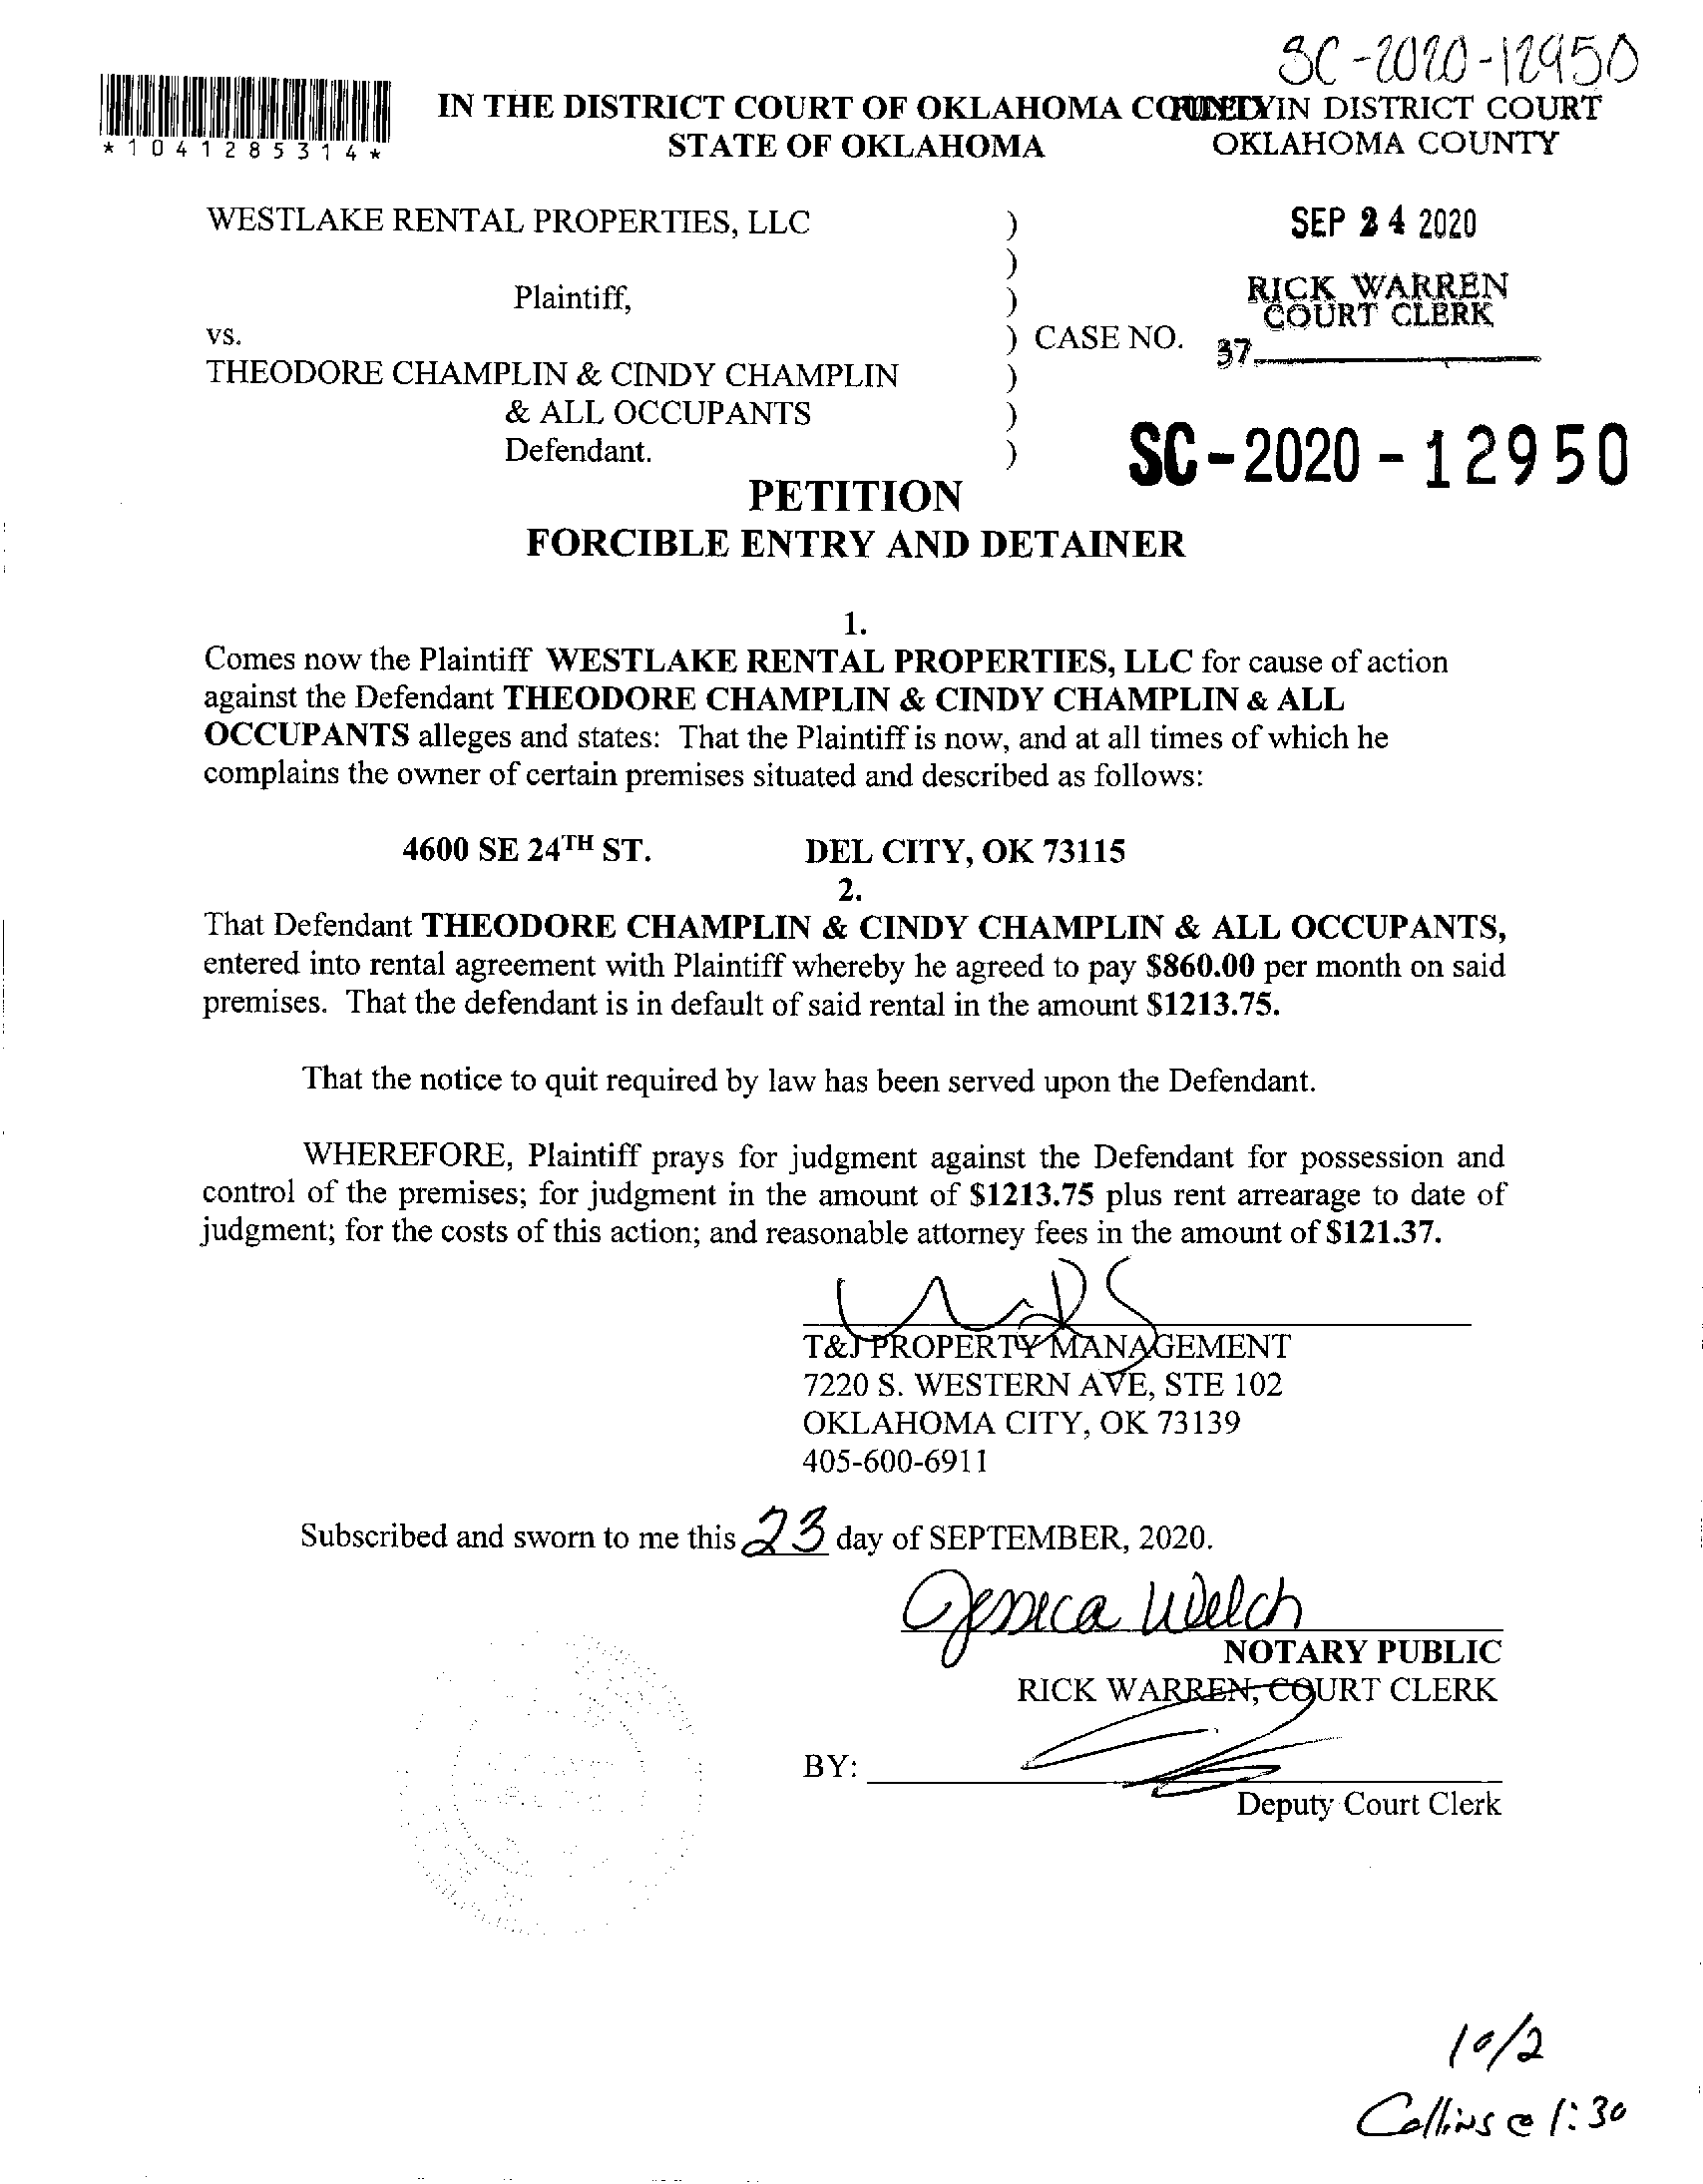 SC-2020-12950
*1041285314*
IN THE DISTRICT COURT OF OKLAHOMA COUNTY
STATE OF OKLAHOMA
FILED IN DISTRICT COURT
OKLAHOMA COUNTY
WESTLAKE RENTAL PROPERTIES, LLC )
SEP 24 2020
)
Plaintiff, )
RICK WARREN
COURT CLERK
vs. ) CASE NO.
37
THEODORE CHAMPLIN & CINDY CHAMPLIN )
& ALL OCCUPANTS )
Defendant. )
SC-2020-12950
PETITION
FORCIBLE ENTRY AND DETAINER
1.
Comes now the Plaintiff WESTLAKE RENTAL PROPERTIES, LLC for cause of action
against the Defendant THEODORE CHAMPLIN & CINDY CHAMPLIN & ALL
OCCUPANTS alleges and states: That the Plaintiff is now, and at all times of which he
complains the owner of certain premises situated and described as follows:
4600 SE 24TH ST. DEL CITY, OK 73115
2.
That Defendant THEODORE CHAMPLIN & CINDY CHAMPLIN & ALL OCCUPANTS,
entered into rental agreement with Plaintiff whereby he agreed to pay $860.00 per month on said
premises. That the defendant is in default of said rental in the amount $1213.75.
That the notice to quit required by law has been served upon the Defendant.
WHEREFORE, Plaintiff prays for judgment against the Defendant for possession and
control of the premises; for judgment in the amount of $1213.75 plus rent arrearage to date of
judgment; for the costs of this action; and reasonable attorney fees in the amount of $121.37.
T&J PROPERTY MANAGEMENT
7220 S. WESTERN AVE, STE 102
OKLAHOMA CITY, OK 73139
405-600-6911
Subscribed and sworn to me this 23 day of SEPTEMBER, 2020.
Jessica Welch
NOTARY PUBLIC
RICK WARREN, COURT CLERK
BY:
Deputy Court Clerk
10/2
Collins @ 1:30